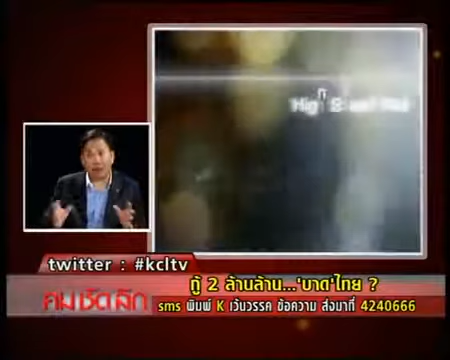 twitter : #kcltv
กู้ 2 ล้านล้าน...'บาด'ไทย ?
คม ชัด ลึก
sms พิมพ์ K เว้นวรรค ข้อความ ส่งมาที่ 4240666